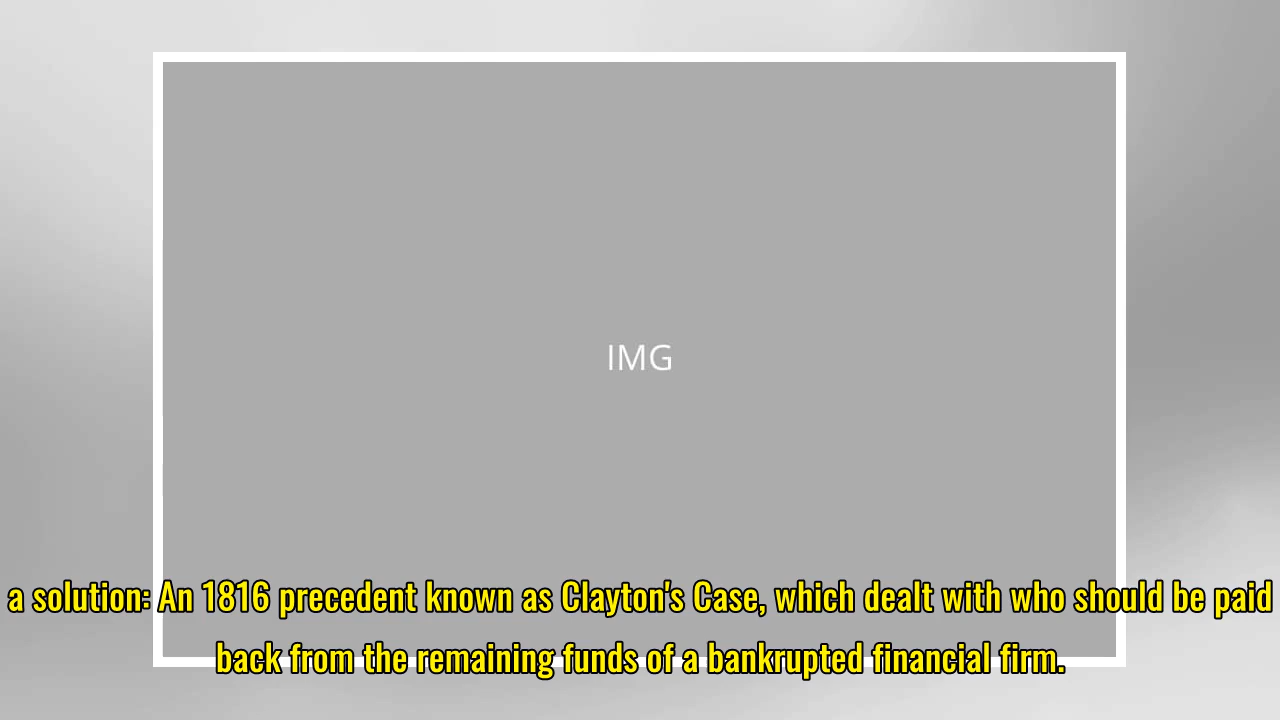 IMG
a solution: An 1816 precedent known as Clayton's Case, which dealt with who should be paid
back from the remaining funds of a bankrupted financial firm.